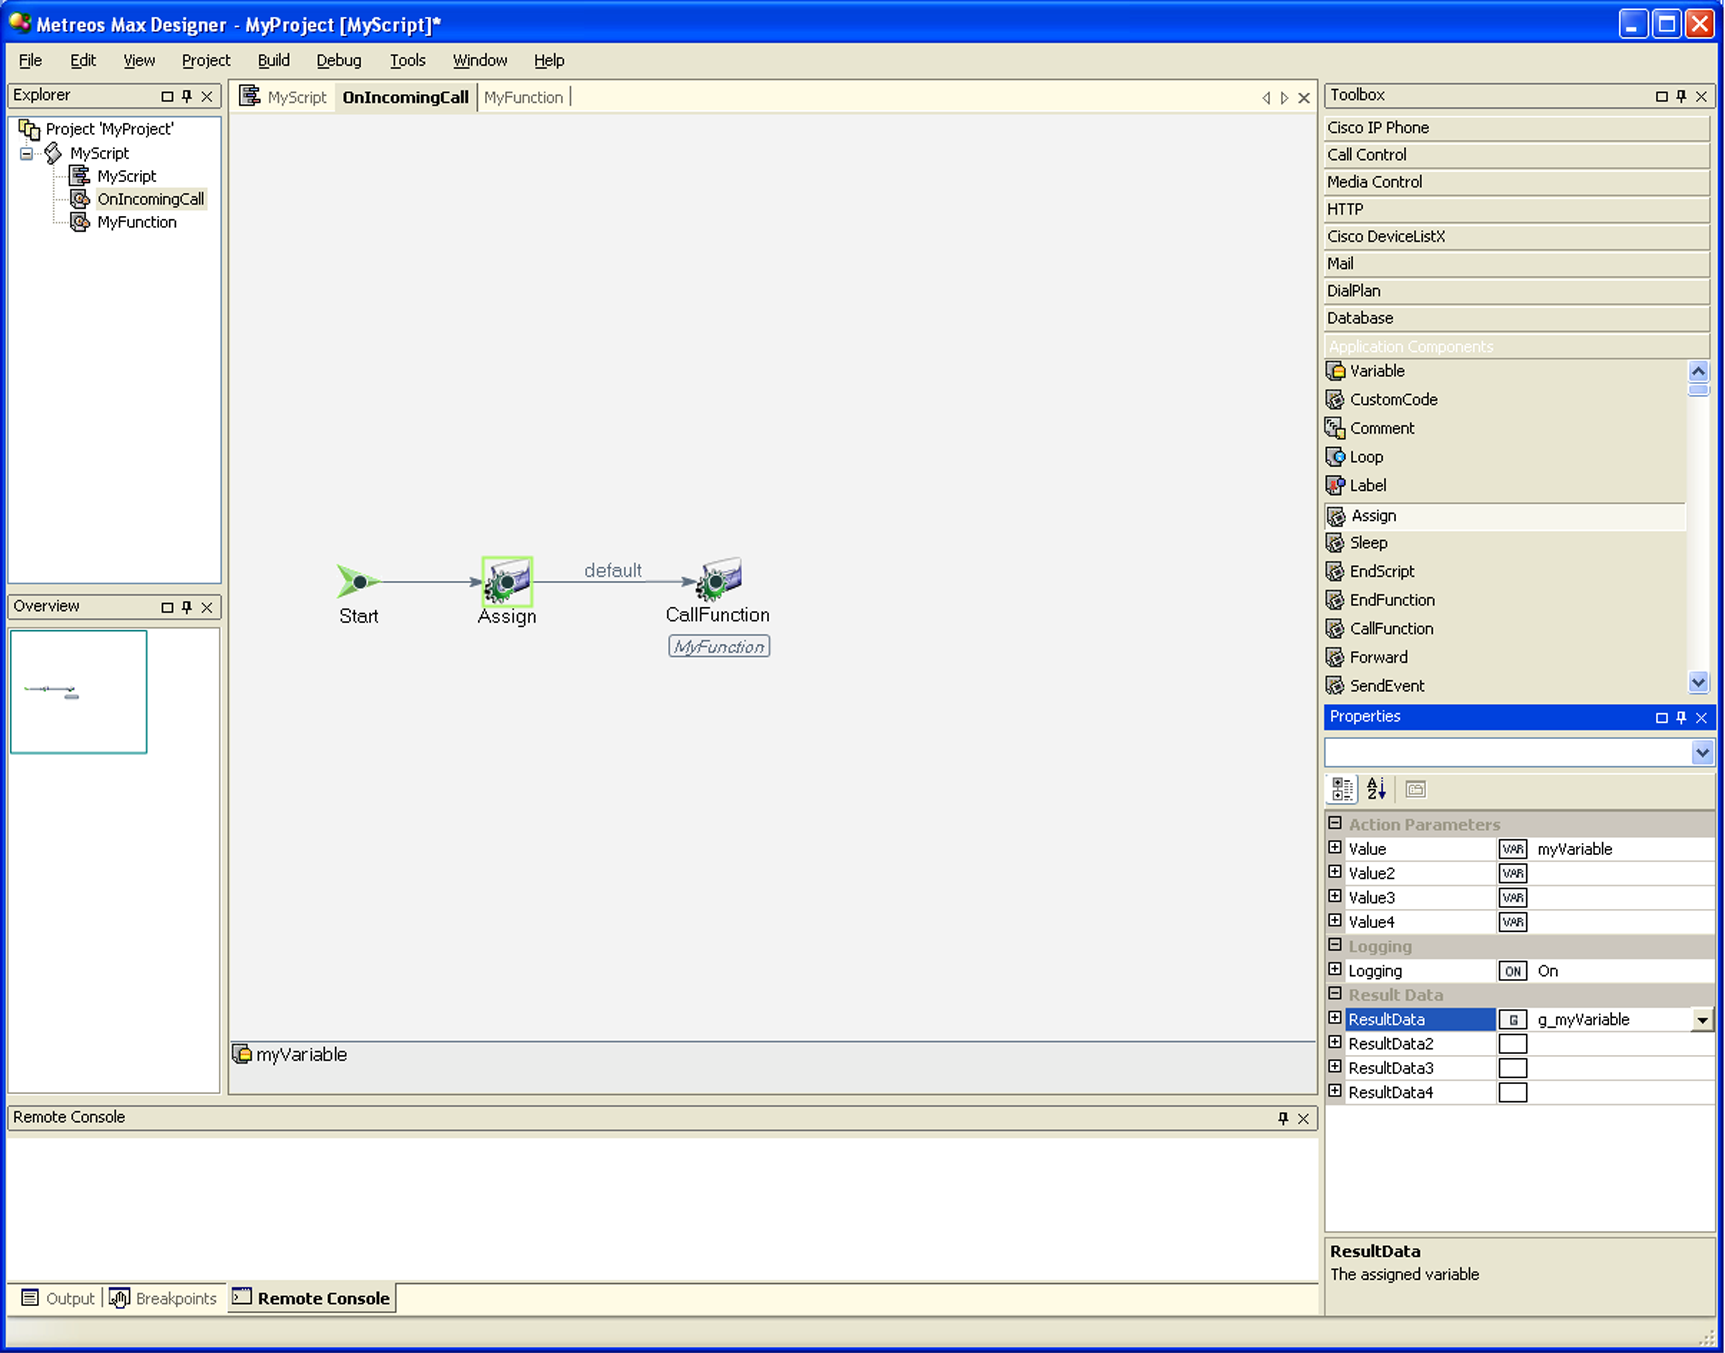 Metreos Max Designer - MyProject [MyScript]*
File Edit View Project Build Debug Tools Window Help
Explorer
Project 'MyProject'
MyScript
MyScript
OnIncomingCall
MyFunction
Overview
MyScript OnIncomingCall MyFunction
Start
Assign
default
CallFunction
MyFunction
myVariable
Remote Console
Output Breakpoints Remote Console
Toolbox
Cisco IP Phone
Call Control
Media Control
HTTP
Cisco DeviceListX
Mail
DialPlan
Database
Application Components
Variable
CustomCode
Comment
Loop
Label
Assign
Sleep
EndScript
EndFunction
CallFunction
Forward
SendEvent
Properties
A
Z
Action Parameters
Value VAR myVariable
Value2 VAR
Value3 VAR
Value4 VAR
Logging
Logging ON On
Result Data
ResultData G g_myVariable
ResultData2
ResultData3
ResultData4
ResultData
The assigned variable